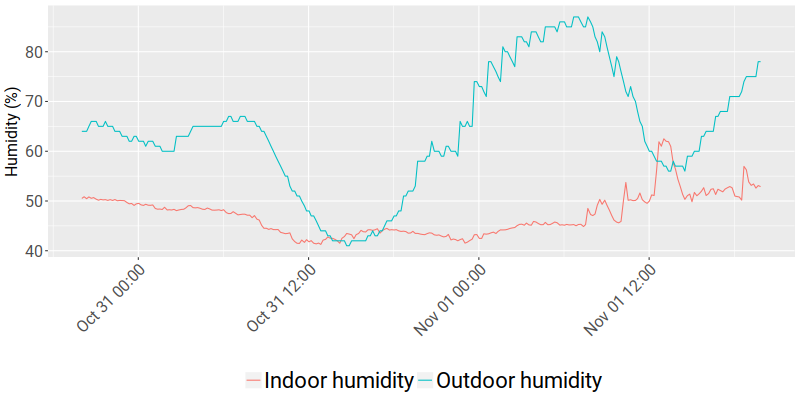 Humidity (%)
80
70
60
50
40
Oct 31 00:00
Oct 31 12:00
Nov 01 00:00
Nov 01 12:00
Indoor humidity
Outdoor humidity